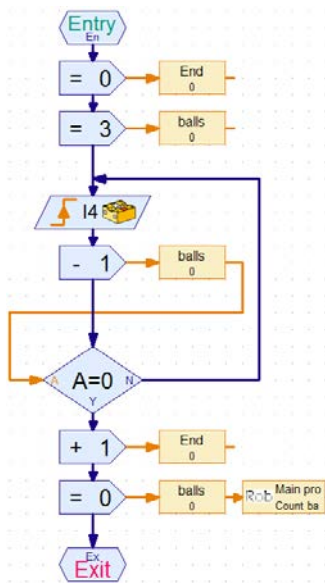 Entry
En
= 0
End
0
= 3
balls
0
I4
- 1
balls
0
A
A=0
N
Y
+ 1
End
0
= 0
balls
0
Rob
Main pro
Count ba
Ex
Exit